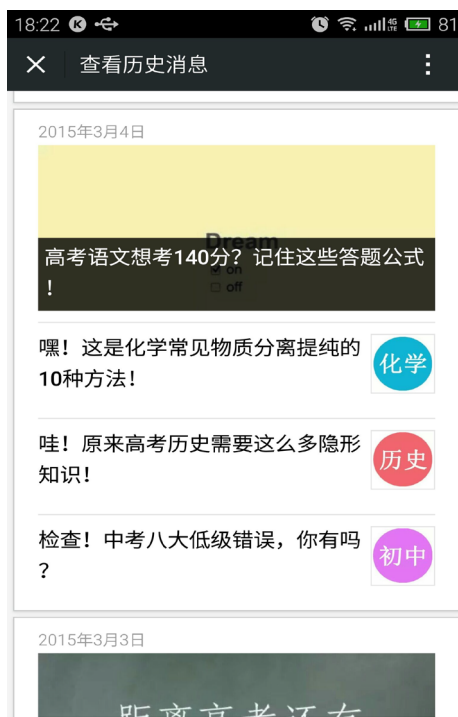 18:22
81
查看历史消息
2015年3月4日
Dream
高考语文想考140分？记住这些答题公式
！
on
off
嘿！这是化学常见物质分离提纯的
10种方法！
化学
哇！原来高考历史需要这么多隐形
知识！
历史
检查！中考八大低级错误，你有吗
？
初中
2015年3月3日
距离高考还有